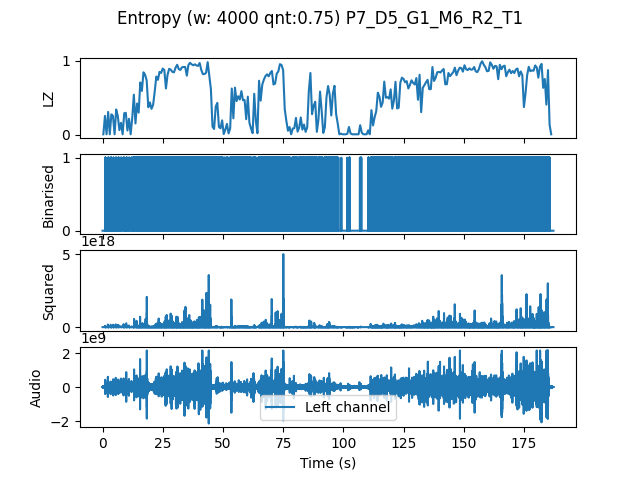 Entropy (w: 4000 qnt:0.75) P7_D5_G1_M6_R2_T1
1
0
LZ
1
0
Binarised
1e18
5
0
Squared
1e9
2
0
−2
Audio
Left channel
0 25 50 75 100 125 150 175
Time (s)